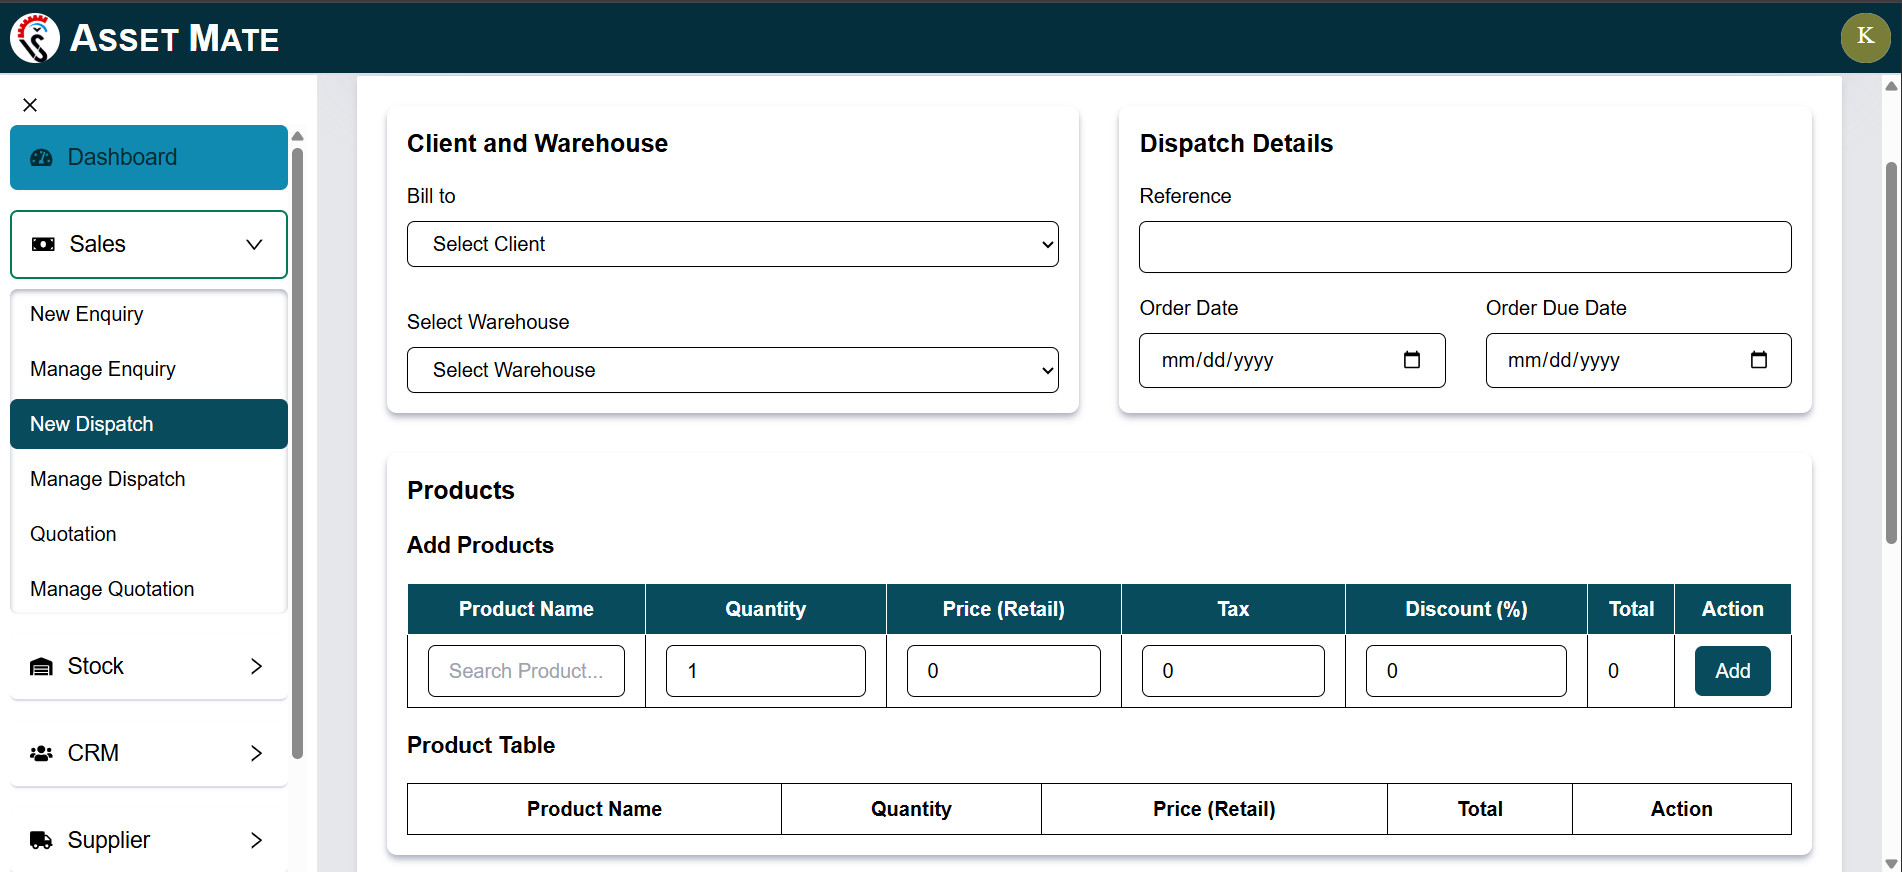 ASSET MATE
K
Dashboard
Sales
New Enquiry
Manage Enquiry
New Dispatch
Manage Dispatch
Quotation
Manage Quotation
Stock
CRM
Supplier
Client and Warehouse
Bill to
Select Client
Select Warehouse
Select Warehouse
Dispatch Details
Reference
Order Date Order Due Date
mm/dd/yyyy mm/dd/yyyy
Products
Add Products
Product Name Quantity Price (Retail) Tax Discount (%) Total Action
Search Product... 1 0 0 0 0 Add
Product Table
Product Name Quantity Price (Retail) Total Action